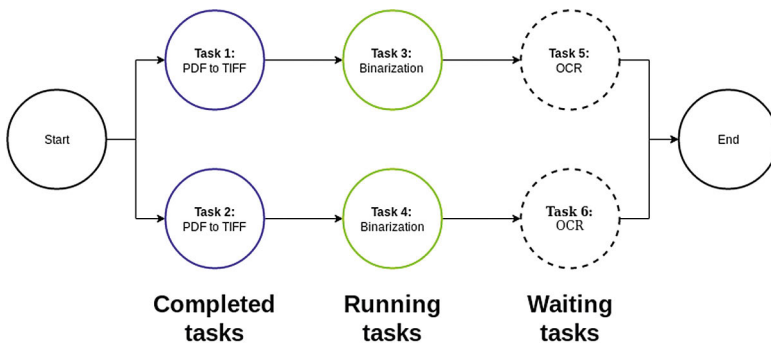 Start
Task 1:
PDF to TIFF
Task 3:
Binarization
Task 5:
OCR
Task 2:
PDF to TIFF
Task 4:
Binarization
Task 6:
OCR
End
Completed
tasks
Running
tasks
Waiting
tasks